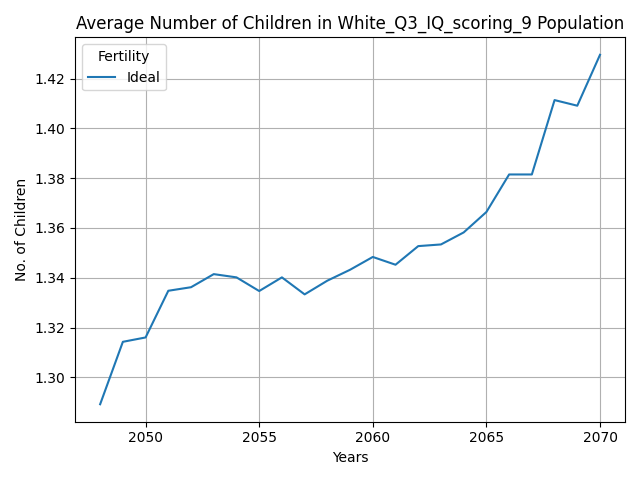 Average Number of Children in White_Q3_IQ_scoring_9 Population
Fertility
Ideal
No. of Children
1.42
1.40
1.38
1.36
1.34
1.32
1.30
2050 2055 2060 2065 2070
Years